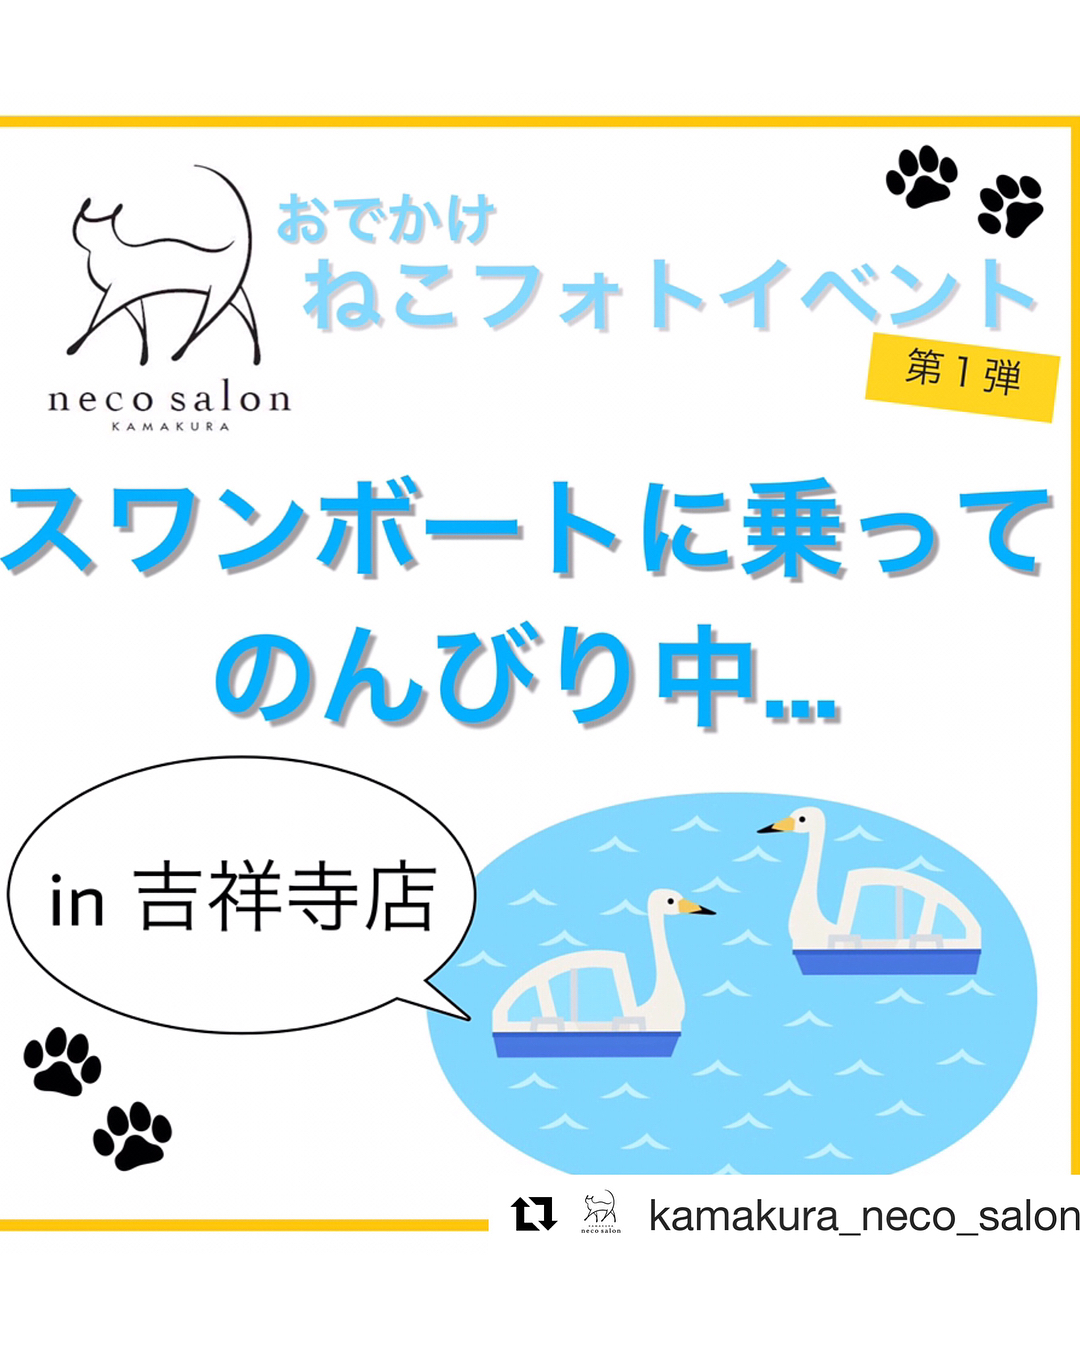 おでかけ
ねこフォトイベント
第1弾
neco salon
KAMAKURA
スワンボートに乗って
のんびり中...
in 吉祥寺店
neco salon
kamakura_neco_salon